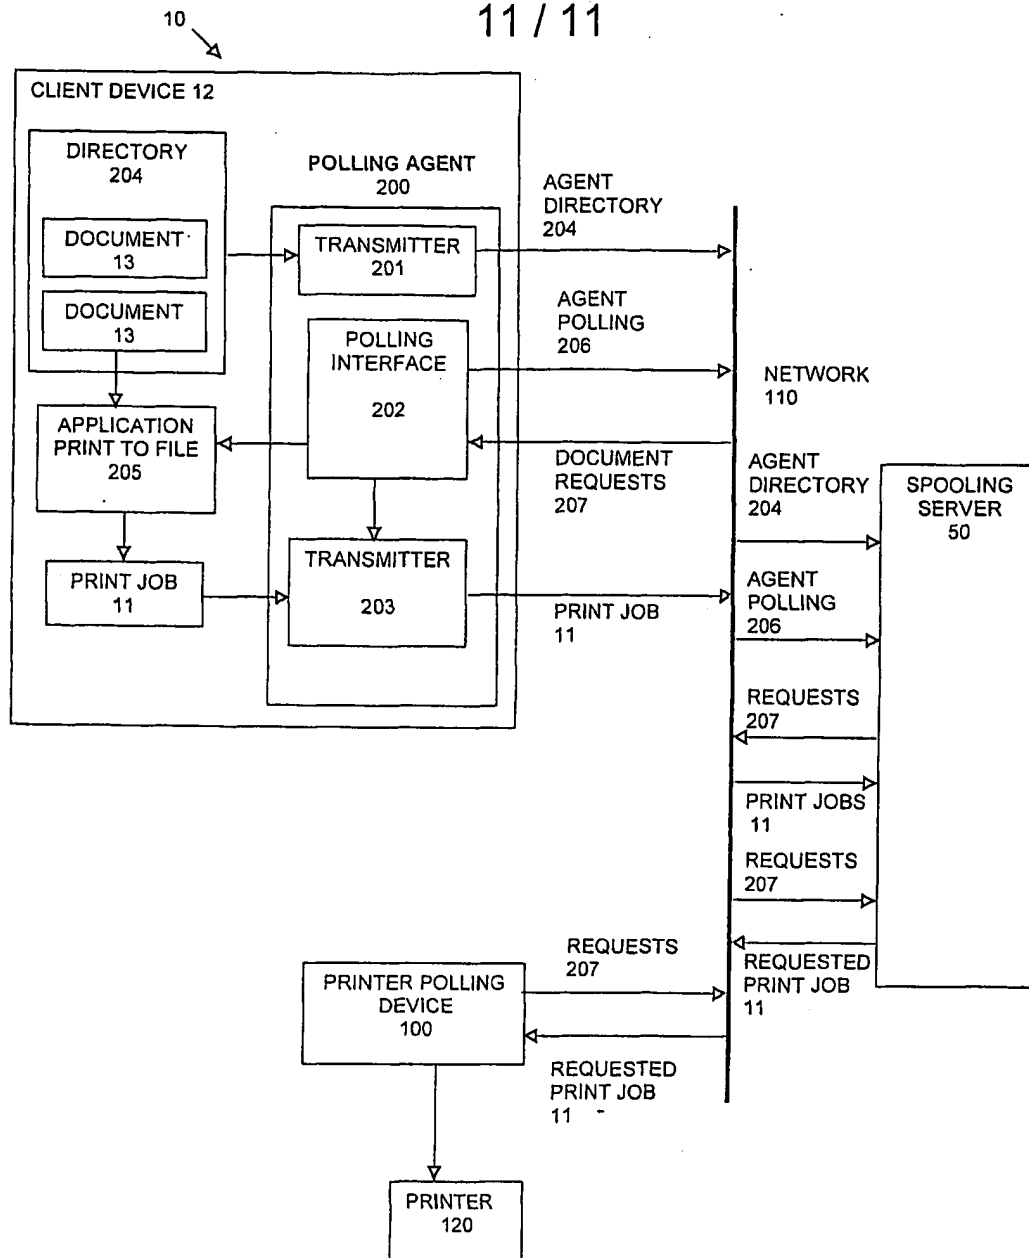 10
11 / 11
CLIENT DEVICE 12
DIRECTORY
204
DOCUMENT
13
DOCUMENT
13
APPLICATION
PRINT TO FILE
205
PRINT JOB
11
POLLING AGENT
200
TRANSMITTER
201
POLLING
INTERFACE
202
TRANSMITTER
203
AGENT
DIRECTORY
204
AGENT
POLLING
206
DOCUMENT
REQUESTS
207
PRINT JOB
11
NETWORK
110
AGENT
DIRECTORY
204
AGENT
POLLING
206
REQUESTS
207
PRINT JOBS
11
REQUESTS
207
REQUESTED
PRINT JOB
11
SPOOLING
SERVER
50
REQUESTS
207
PRINTER POLLING
DEVICE
100
REQUESTED
PRINT JOB
11
PRINTER
120